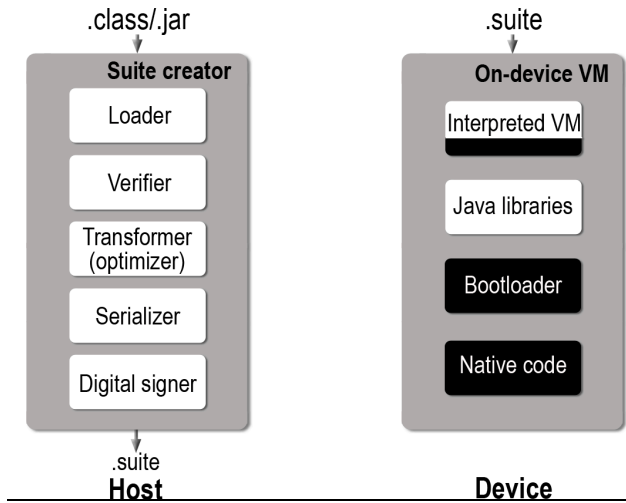 .class/.jar
Suite creator
Loader
Verifier
Transformer
(optimizer)
Serializer
Digital signer
.suite
Host
.suite
On-device VM
Interpreted VM
Java libraries
Bootloader
Native code
Device